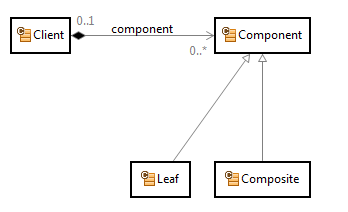 0..1
Client
component
Component
0..*
Leaf
Composite